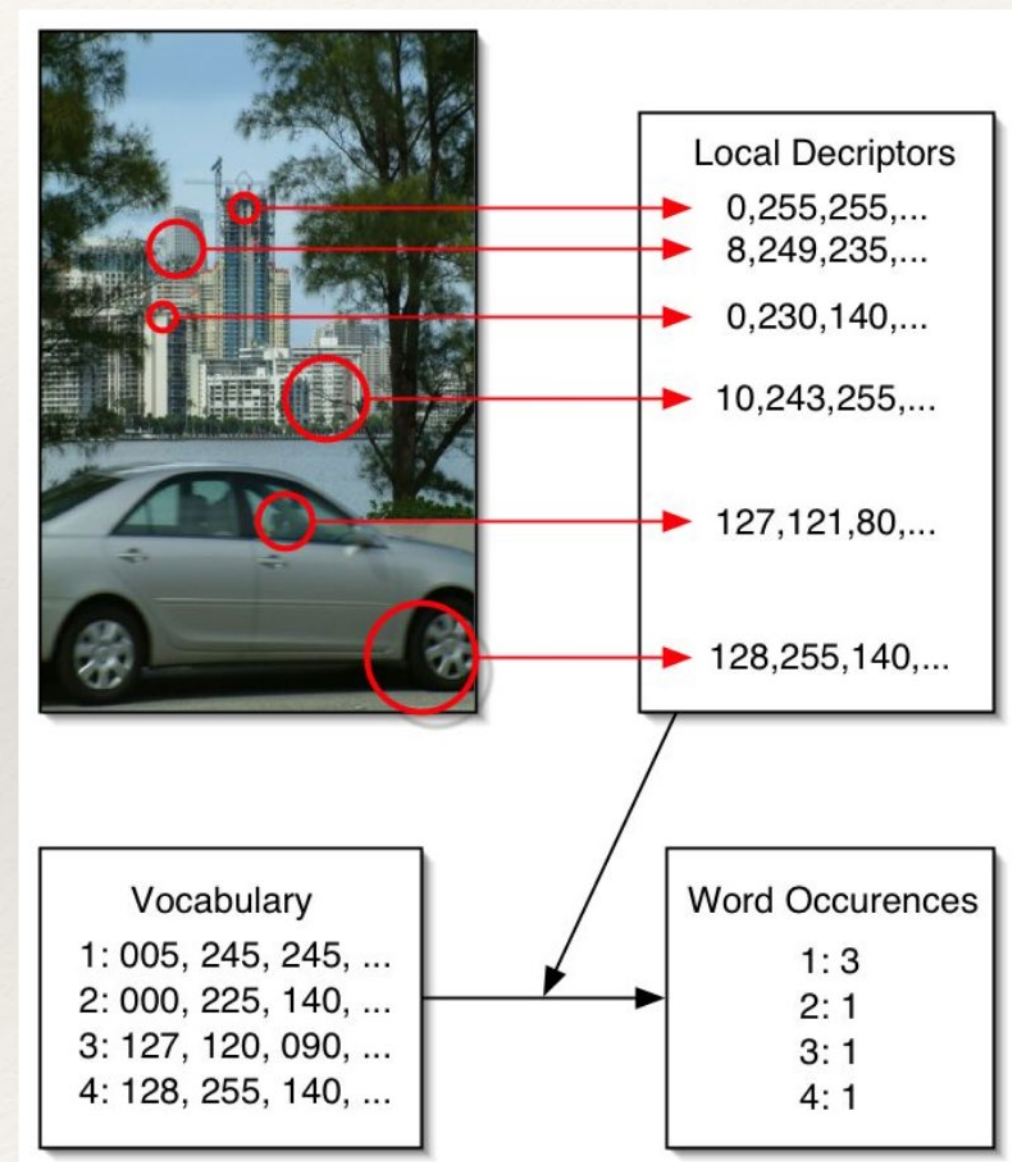 Local Decriptors
0,255,255,...
8,249,235,...
0,230,140,...
10,243,255,...
127,121,80,...
128,255,140,...
Vocabulary
1: 005, 245, 245, ...
2: 000, 225, 140, ...
3: 127, 120, 090, ...
4: 128, 255, 140, ...
Word Occurences
1: 3
2: 1
3: 1
4: 1